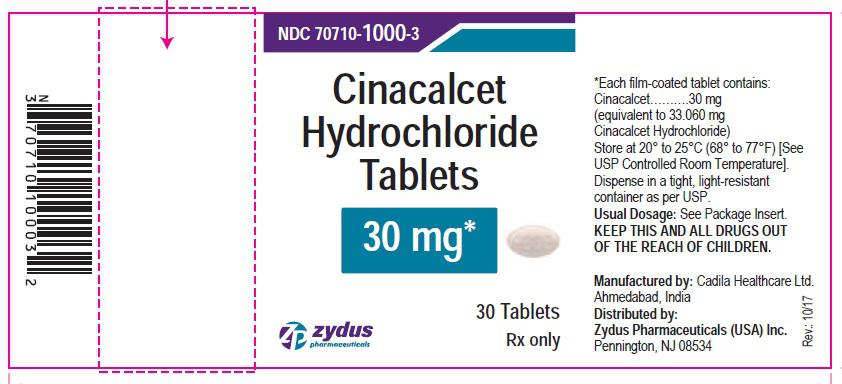 N
3 70710 10003 2
NDC 70710-1000-3
Cinacalcet
Hydrochloride
Tablets
30 mg*
30 Tablets
Rx only
zydus
pharmaceuticals
*Each film-coated tablet contains:
Cinacalcet..........30 mg
(equivalent to 33.060 mg
Cinacalcet Hydrochloride)
Store at 20° to 25°C (68° to 77°F) [See
USP Controlled Room Temperature].
Dispense in a tight, light-resistant
container as per USP.
Usual Dosage: See Package Insert.
KEEP THIS AND ALL DRUGS OUT
OF THE REACH OF CHILDREN.
Manufactured by: Cadila Healthcare Ltd.
Ahmedabad, India
Distributed by:
Zydus Pharmaceuticals (USA) Inc.
Pennington, NJ 08534
Rev.: 10/17